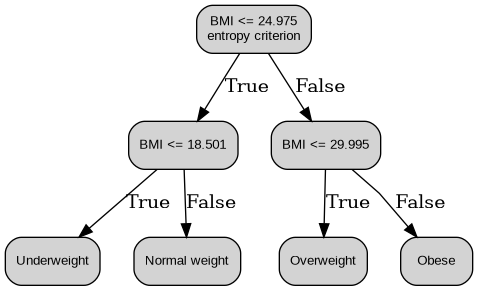 BMI <= 24.975
entropy criterion
True
False
BMI <= 18.501
BMI <= 29.995
True
False
True
False
Underweight
Normal weight
Overweight
Obese